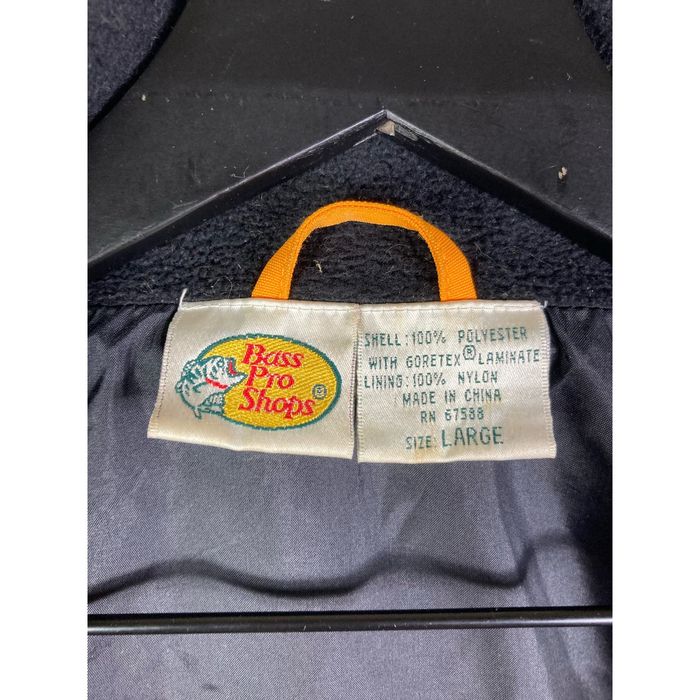 Bass
Pro
Shops
SHELL: 100% POLYESTER
WITH GORETEX® LAMINATE
LINING: 100% NYLON
MADE IN CHINA
RN 67588
SIZE: LARGE